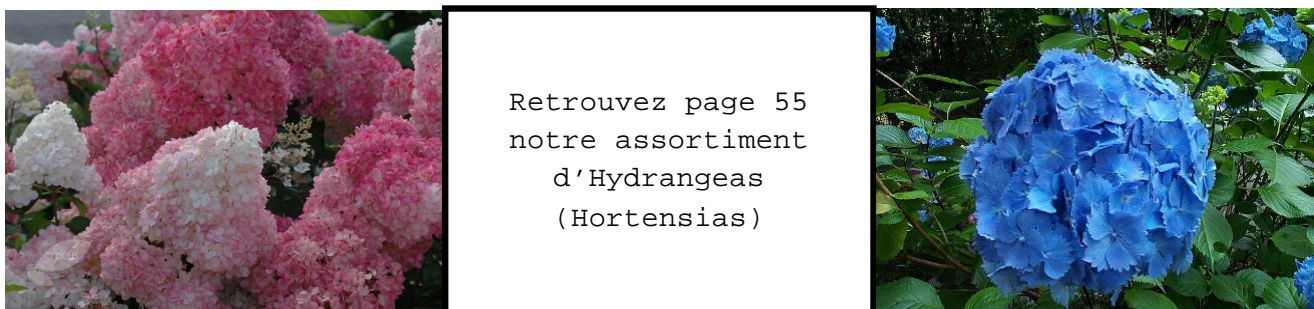 Retrouvez page 55
notre assortiment
d’Hydrangeas
(Hortensias)